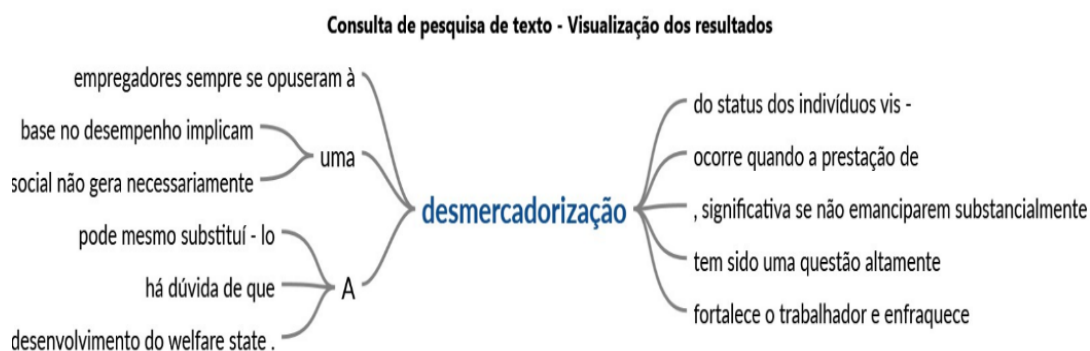 Consulta de pesquisa de texto - Visualização dos resultados
empregadores sempre se opuseram à
base no desempenho implicam
uma
social não gera necessariamente
pode mesmo substituí - lo
há dúvida de que
A
desenvolvimento do welfare state .
desmercadorização
do status dos indivíduos vis -
ocorre quando a prestação de
, significativa se não emanciparem substancialmente
tem sido uma questão altamente
fortalece o trabalhador e enfraquece